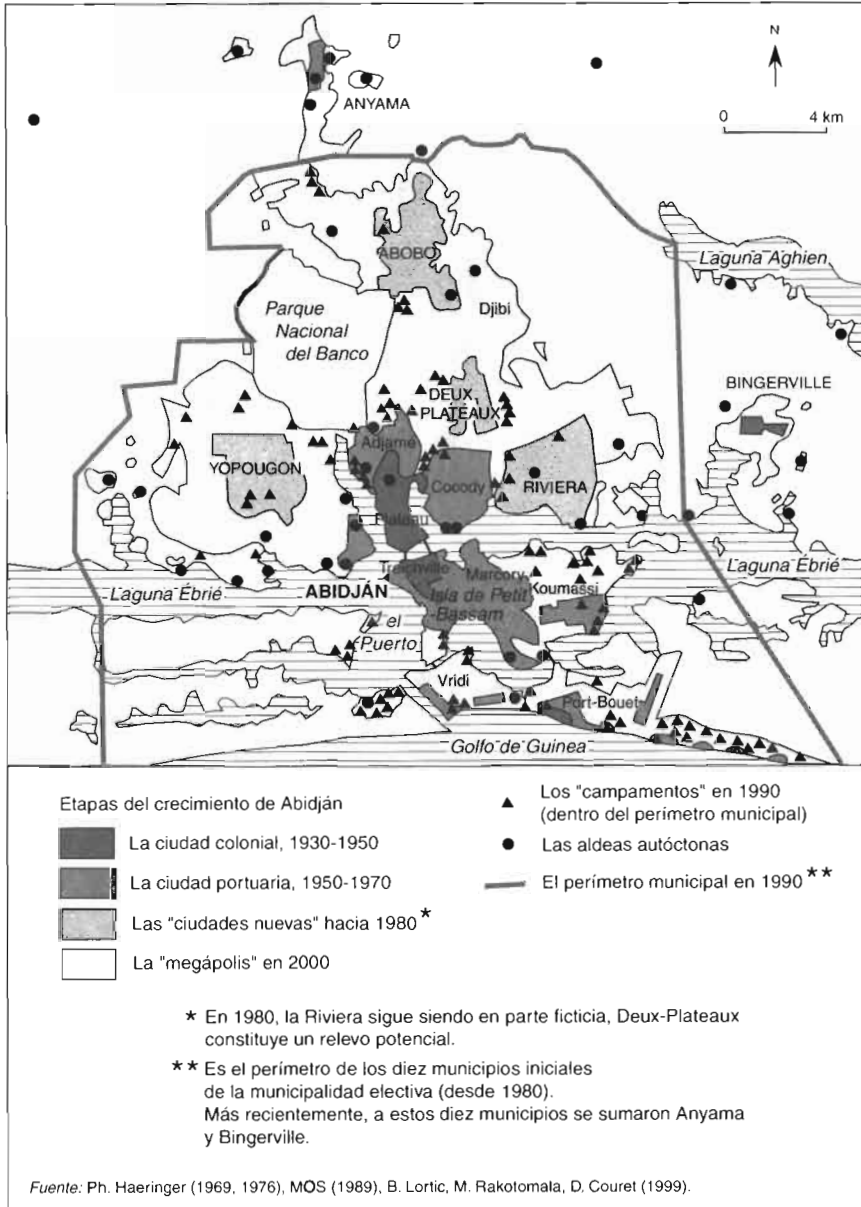 N
0 4 km
ANYAMA
ABOBO
Laguna Aghien
Djibi
Parque
Nacional
del Banco
BINGERVILLE
DEUX
PLATEAUX
Adjamé
YOPOUGON
Cocody
RIVIERA
Plateau
Treichville
Marcory
Koumassi
Laguna Ébrié
Laguna Ébrié
ABIDJÁN
Isla de Petit
Bassam
el
Puerto
Vridi
Port-Bouet
Golfo de Guinea
Etapas del crecimiento de Abidján
La ciudad colonial, 1930-1950
La ciudad portuaria, 1950-1970
Las "ciudades nuevas" hacia 1980 *
La "megápolis" en 2000
Los "campamentos" en 1990
(dentro del perímetro municipal)
Las aldeas autóctonas
El perímetro municipal en 1990 **
* En 1980, la Riviera sigue siendo en parte ficticia, Deux-Plateaux
constituye un relevo potencial.
** Es el perímetro de los diez municipios iniciales
de la municipalidad electiva (desde 1980).
Más recientemente, a estos diez municipios se sumaron Anyama
y Bingerville.
Fuente: Ph. Haeringer (1969, 1976), MOS (1989), B. Lortic, M. Rakotomala, D. Couret (1999).